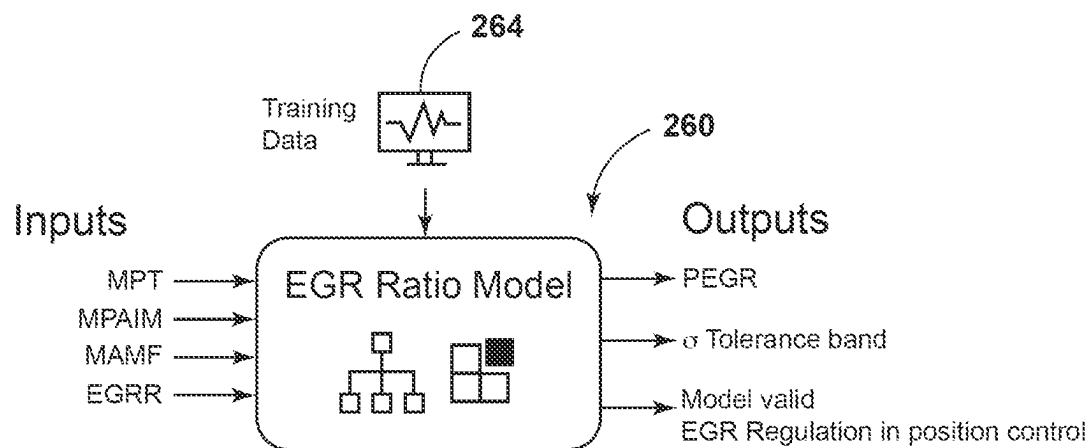 264
Training
Data
260
Inputs
Outputs
MPT
MPAIM
MAMF
EGRR
EGR Ratio Model
PEGR
σ Tolerance band
Model valid
EGR Regulation in position control